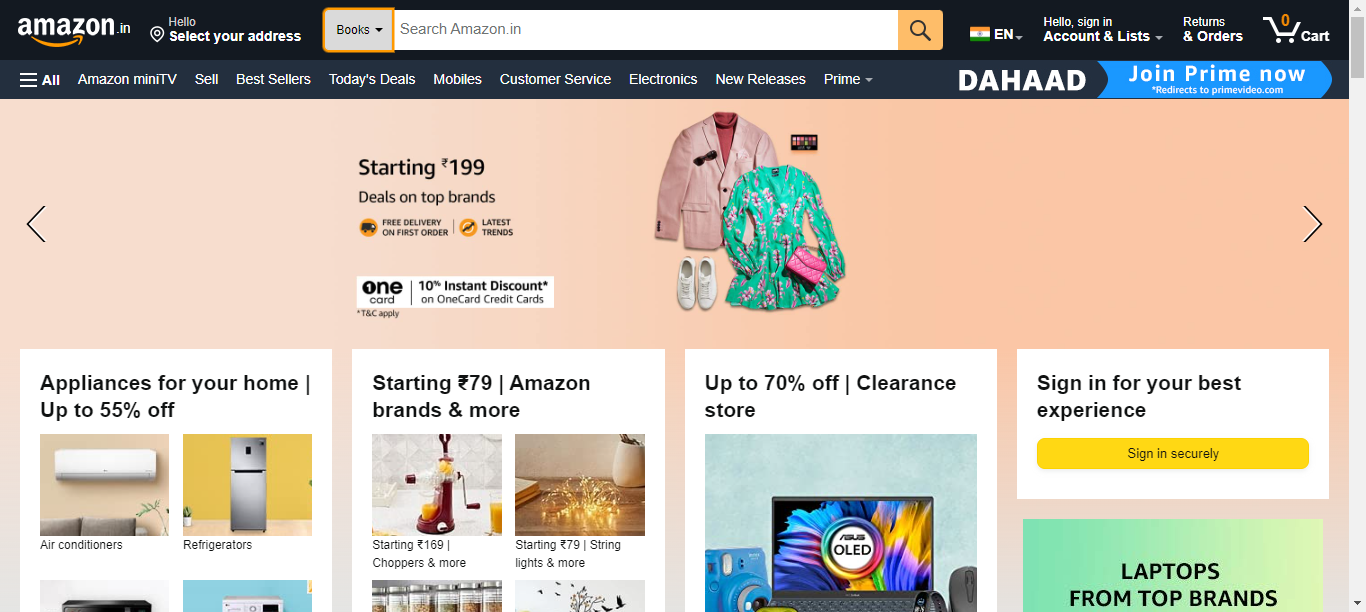 amazon.in
Hello
Select your address
Books
Search Amazon.in
EN
Hello, sign in
Account & Lists
Returns
& Orders
0
Cart
All
Amazon miniTV
Sell
Best Sellers
Today's Deals
Mobiles
Customer Service
Electronics
New Releases
Prime
DAHAAD
Join Prime now
*Redirects to primevideo.com
Starting ₹199
Deals on top brands
FREE DELIVERY
ON FIRST ORDER
LATEST
TRENDS
one
card
10% Instant Discount*
on OneCard Credit Cards
*T&C apply
Appliances for your home |
Up to 55% off
Air conditioners
Refrigerators
Starting ₹79 | Amazon
brands & more
Starting ₹169 |
Choppers & more
Starting ₹79 | String
lights & more
Up to 70% off | Clearance
store
ASUS
OLED
Sign in for your best
experience
Sign in securely
LAPTOPS
FROM TOP BRANDS